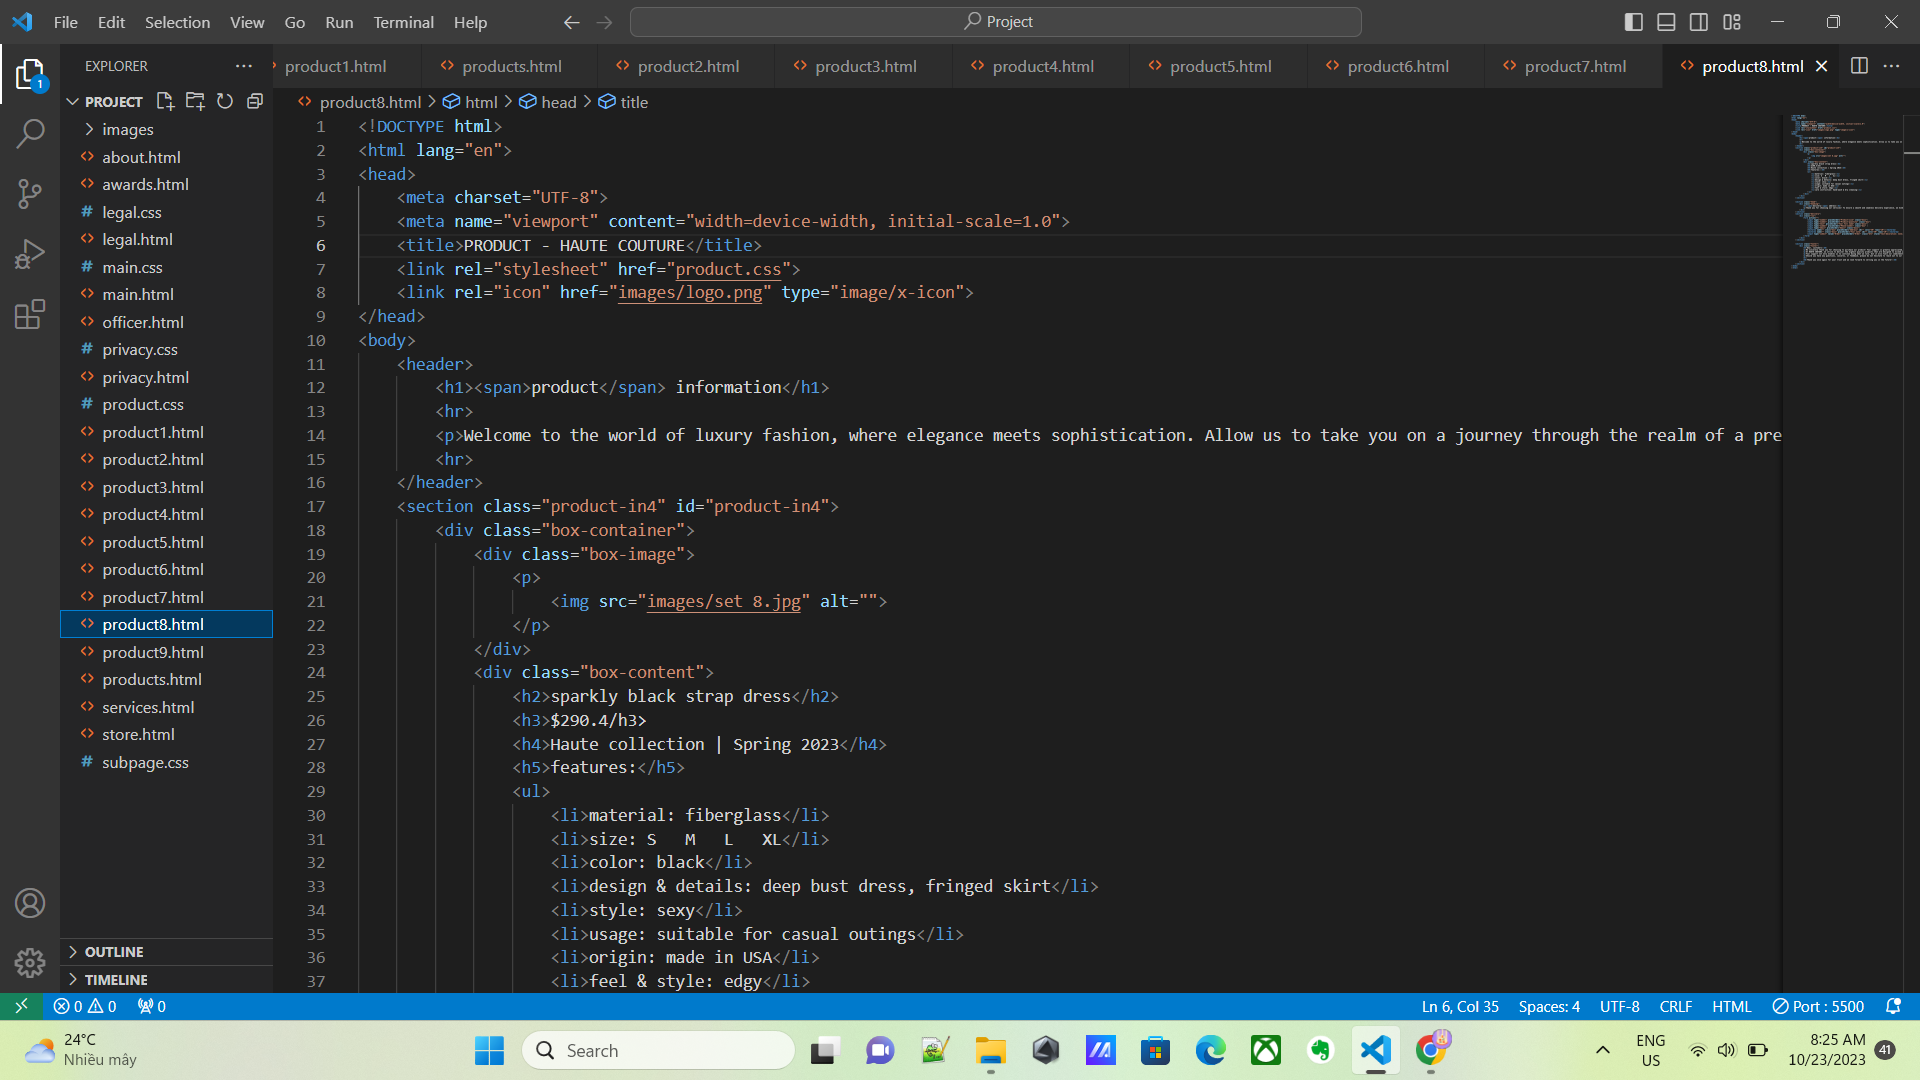 File Edit Selection View Go Run Terminal Help
Project
EXPLORER
1
PROJECT
images
about.html
awards.html
# legal.css
legal.html
# main.css
main.html
officer.html
# privacy.css
privacy.html
# product.css
product1.html
product2.html
product3.html
product4.html
product5.html
product6.html
product7.html
product8.html
product9.html
products.html
services.html
store.html
# subpage.css
OUTLINE
TIMELINE
product1.html products.html product2.html product3.html product4.html product5.html product6.html product7.html product8.html
product8.html > html > head > title
1 <!DOCTYPE html>
2 <html lang="en">
3 <head>
4 <meta charset="UTF-8">
5 <meta name="viewport" content="width=device-width, initial-scale=1.0">
6 <title>PRODUCT - HAUTE COUTURE</title>
7 <link rel="stylesheet" href="product.css">
8 <link rel="icon" href="images/logo.png" type="image/x-icon">
9 </head>
10 <body>
11 <header>
12 <h1><span>product</span> information</h1>
13 <hr>
14 <p>Welcome to the world of luxury fashion, where elegance meets sophistication. Allow us to take you on a journey through the realm of a pre
15 <hr>
16 </header>
17 <section class="product-in4" id="product-in4">
18 <div class="box-container">
19 <div class="box-image">
20 <p>
21 <img src="images/set 8.jpg" alt="">
22 </p>
23 </div>
24 <div class="box-content">
25 <h2>sparkly black strap dress</h2>
26 <h3>$290.4/h3>
27 <h4>Haute collection | Spring 2023</h4>
28 <h5>features:</h5>
29 <ul>
30 <li>material: fiberglass</li>
31 <li>size: S M L XL</li>
32 <li>color: black</li>
33 <li>design & details: deep bust dress, fringed skirt</li>
34 <li>style: sexy</li>
35 <li>usage: suitable for casual outings</li>
36 <li>origin: made in USA</li>
37 <li>feel & style: edgy</li>
0 0 0
Ln 6, Col 35 Spaces: 4 UTF-8 CRLF HTML Port : 5500
24°C
Nhiều mây
Search
ENG
US
8:25 AM
10/23/2023
41